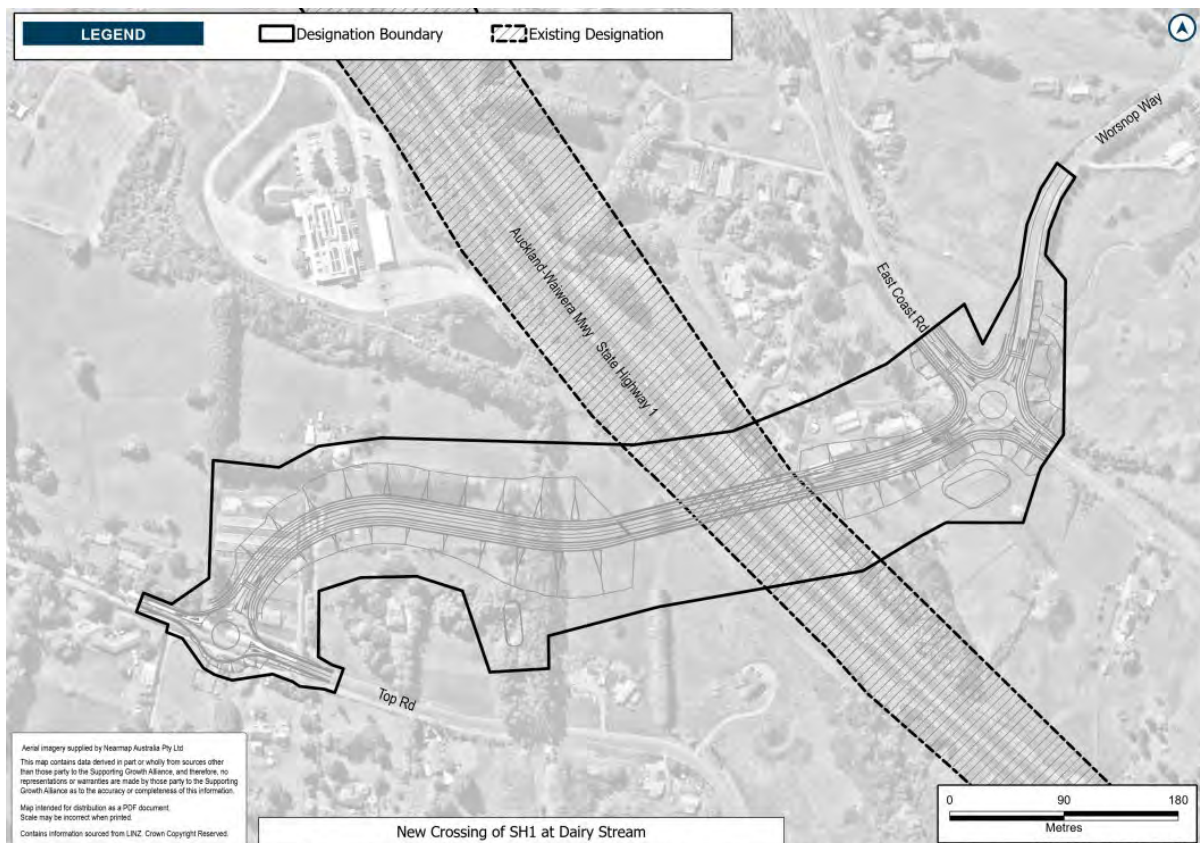 LEGEND
Designation Boundary
Existing Designation
Worsnop Way
East Coast Rd
Auckland-Waiwera Mwy State Highway 1
Top Rd
Aerial imagery supplied by Nearmap Australia Pty Ltd
This map contains data derived in part or wholly from sources other
than those party to the Supporting Growth Alliance, and therefore, no
representations or warranties are made by those party to the Supporting
Growth Alliance as to the accuracy or completeness of this information.
Map intended for distribution as a PDF document.
Scale may be incorrect when printed.
Contains information sourced from LINZ. Crown Copyright Reserved.
New Crossing of SH1 at Dairy Stream
0 90 180
Metres